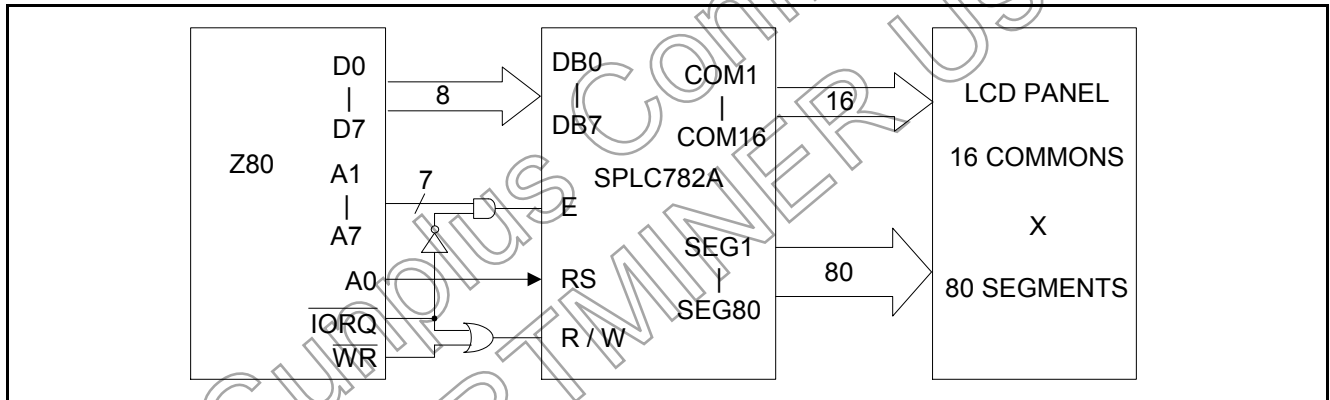 Z80
D0
|
D7
A1
|
A7
A0
IORQ
WR
8
7
DB0
|
DB7
E
RS
R / W
SPLC782A
COM1
|
COM16
SEG1
|
SEG80
16
80
LCD PANEL
16 COMMONS
X
80 SEGMENTS
Sunplus